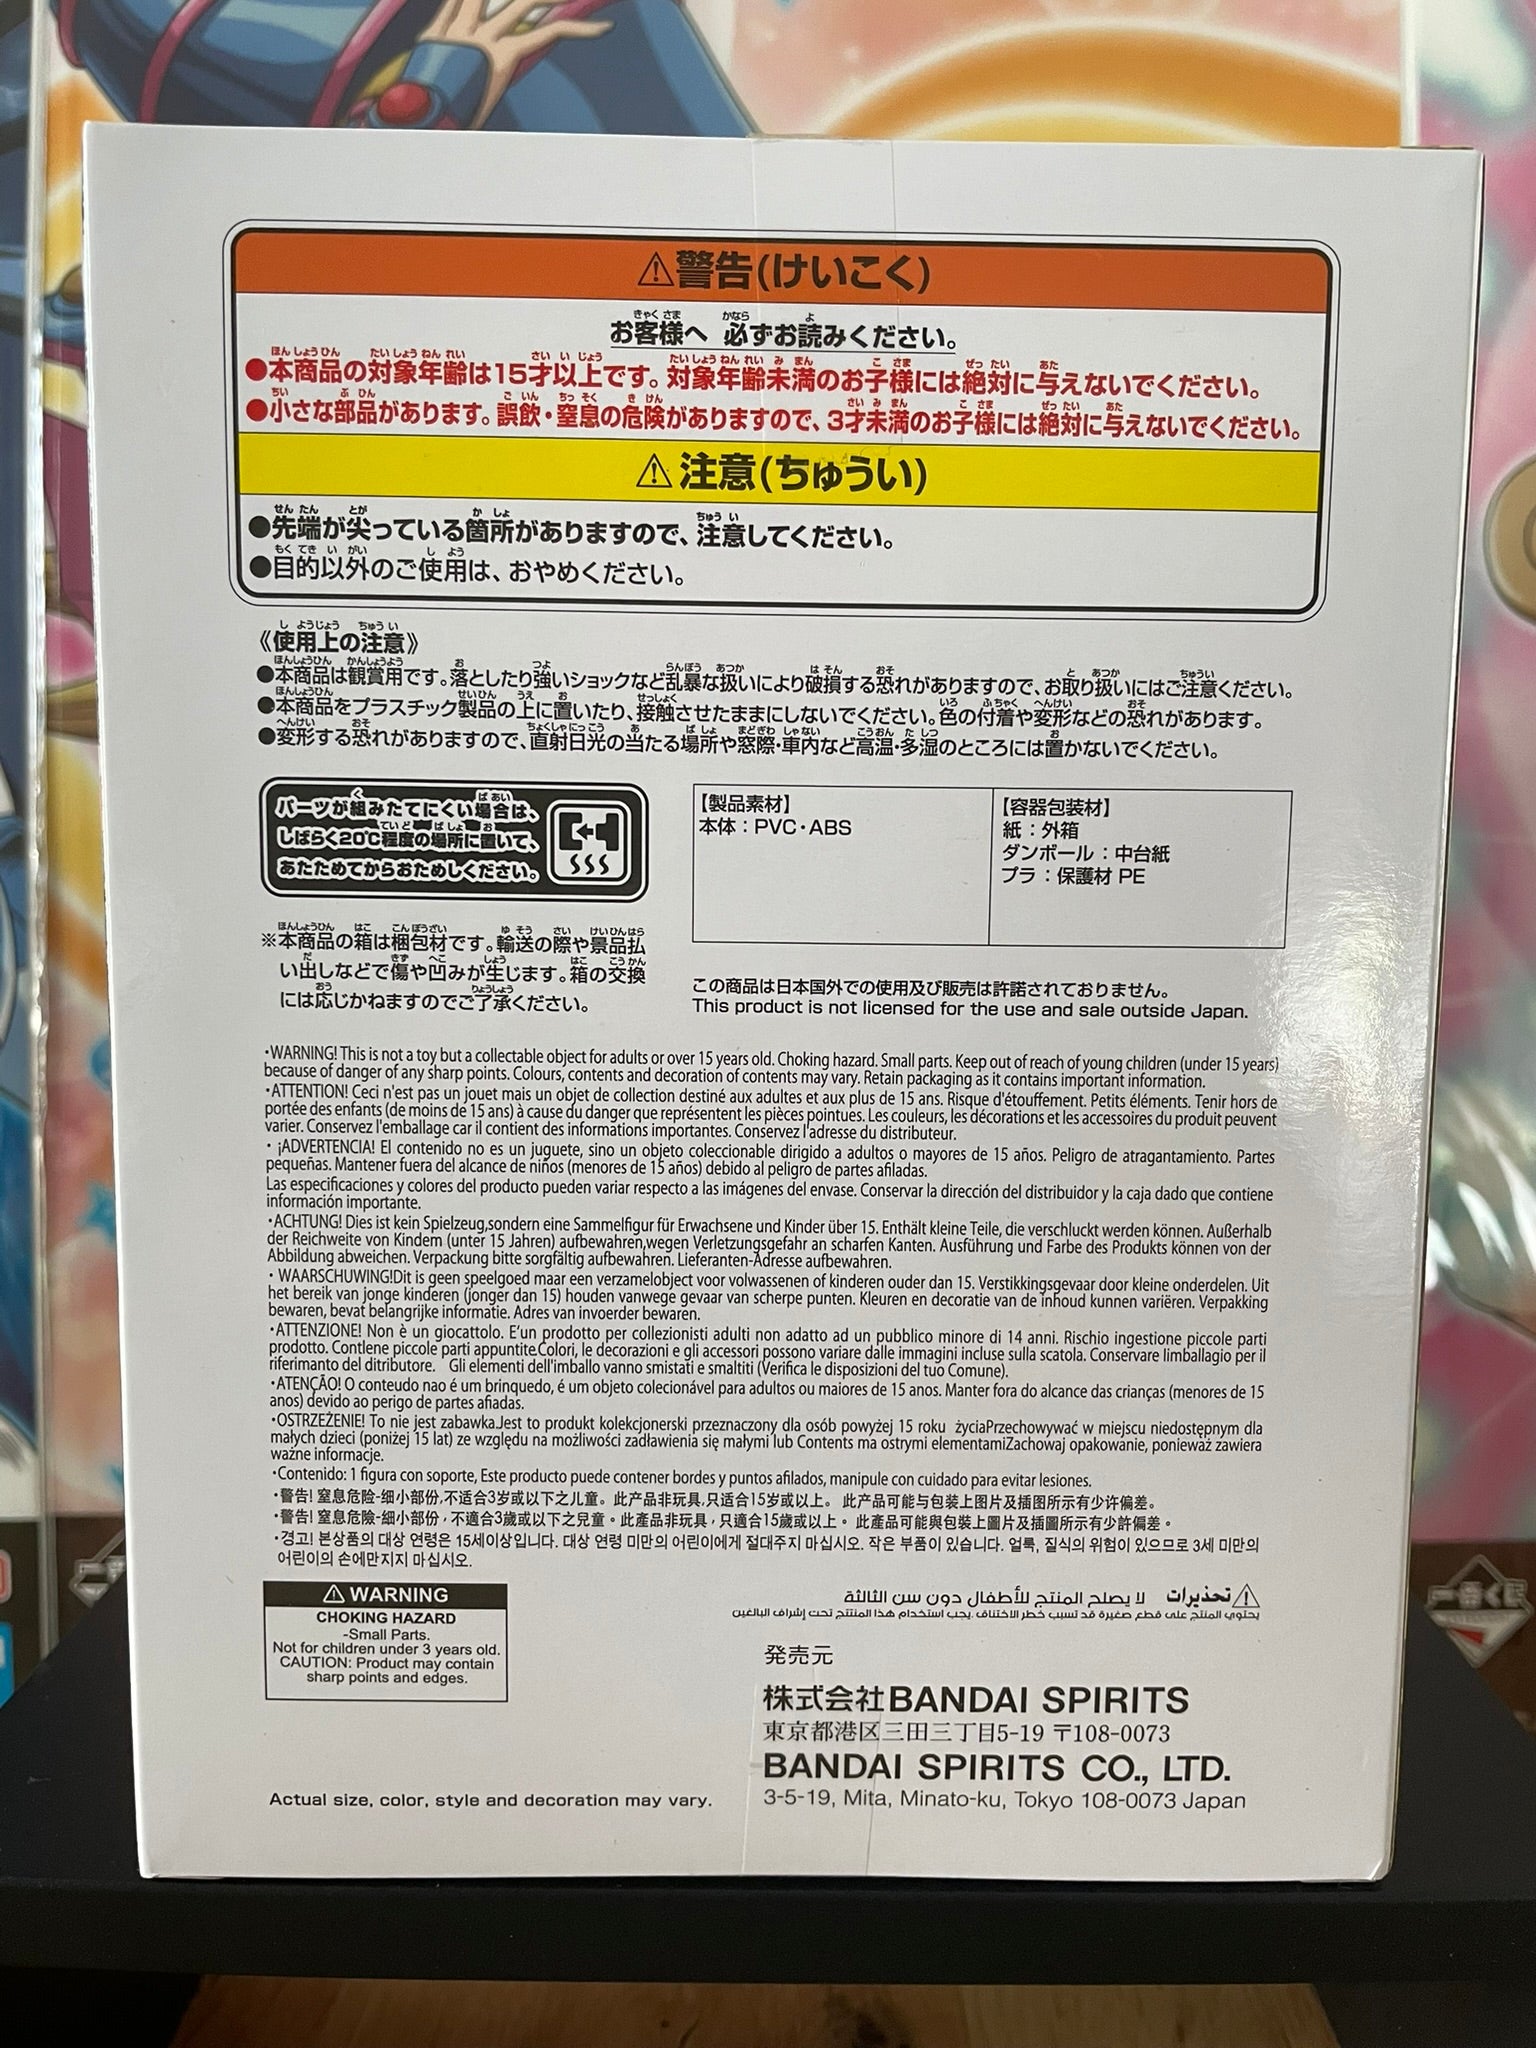 ⚠警告(けいこく)
お客様へ 必ずお読みください。
●本商品の対象年齢は15才以上です。対象年齢未満のお子様には絶対に与えないでください。
●小さな部品があります。誤飲・窒息の危険がありますので、3才未満のお子様には絶対に与えないでください。
⚠注意(ちゅうい)
●先端が尖っている箇所がありますので、注意してください。
●目的以外のご使用は、おやめください。
《使用上の注意》
●本商品は観賞用です。落としたり強いショックなど乱暴な扱いにより破損する恐れがありますので、お取り扱いにはご注意ください。
●本商品をプラスチック製品の上に置いたり、接触させたままにしないでください。色の付着や変形などの恐れがあります。
●変形する恐れがありますので、直射日光の当たる場所や窓際・車内など高温・多湿のところには置かないでください。
パーツが組みたてにくい場合は、
しばらく20℃程度の場所に置いて、
あたためてからおためしください。
【製品素材】
本体：PVC・ABS
【容器包装材】
紙：外箱
ダンボール：中台紙
プラ：保護材 PE
※本商品の箱は梱包材です。輸送の際や景品払
い出しなどで傷や凹みが生じます。箱の交換
には応じかねますのでご了承ください。
この商品は日本国外での使用及び販売は許諾されておりません。
This product is not licensed for the use and sale outside Japan.
・WARNING! This is not a toy but a collectable object for adults or over 15 years old. Choking hazard. Small parts. Keep out of reach of young children (under 15 years)
because of danger of any sharp points. Colours, contents and decoration of contents may vary. Retain packaging as it contains important information.
・ATTENTION! Ceci n'est pas un jouet mais un objet de collection destiné aux adultes et aux plus de 15 ans. Risque d'étouffement. Petits éléments. Tenir hors de
portée des enfants (de moins de 15 ans) à cause du danger que représentent les pièces pointues. Les couleurs, les décorations et les accessoires du produit peuvent
varier. Conservez l'emballage car il contient des informations importantes. Conservez l'adresse du distributeur.
・¡ADVERTENCIA! El contenido no es un juguete, sino un objeto coleccionable dirigido a adultos o mayores de 15 años. Peligro de atragantamiento. Partes
pequeñas. Mantener fuera del alcance de niños (menores de 15 años) debido al peligro de partes afiladas.
Las especificaciones y colores del producto pueden variar respecto a las imágenes del envase. Conservar la dirección del distribuidor y la caja dado que contiene
información importante.
・ACHTUNG! Dies ist kein Spielzeug,sondern eine Sammelfigur für Erwachsene und Kinder über 15. Enthält kleine Teile, die verschluckt werden können. Außerhalb
der Reichweite von Kindern (unter 15 Jahren) aufbewahren,wegen Verletzungsgefahr an scharfen Kanten. Ausführung und Farbe des Produkts können von der
Abbildung abweichen. Verpackung bitte sorgfältig aufbewahren. Lieferanten-Adresse aufbewahren.
・WAARSCHUWING!Dit is geen speelgoed maar een verzamelobject voor volwassenen of kinderen ouder dan 15. Verstikkingsgevaar door kleine onderdelen. Uit
het bereik van jonge kinderen (jonger dan 15) houden vanwege gevaar van scherpe punten. Kleuren en decoratie van de inhoud kunnen variëren. Verpakking
bewaren, bevat belangrijke informatie. Adres van invoerder bewaren.
・ATTENZIONE! Non è un giocattolo. E'un prodotto per collezionisti adulti non adatto ad un pubblico minore di 14 anni. Rischio ingestione piccole parti
prodotto. Contlene piccole parti appuntite.Colori, le decorazioni e gli accessori possono variare dalle immagini incluse sulla scatola. Conservare limballagio per il
riferimanto del ditributore. Gli elementi dell'imballo vanno smistati e smaltiti (Verifica le disposizioni del tuo Comune).
・ATENÇÃO! O conteudo nao é um brinquedo, é um objeto colecionável para adultos ou maiores de 15 anos. Manter fora do alcance das crianças (menores de 15
anos) devido ao perigo de partes afiadas.
・OSTRZEŻENIE! To nie jest zabawka.Jest to produkt kolekcjonerski przeznaczony dla osób powyżej 15 roku życiaPrzechowywać w miejscu niedostępnym dla
małych dzieci (poniżej 15 lat) ze względu na możliwości zadławienia się małymi lub Contents ma ostrymi elementamiZachowaj opakowanie, ponieważ zawiera
ważne informacje.
・Contenido: 1 figura con soporte, Este producto puede contener bordes y puntos afilados, manipule con cuidado para evitar lesiones.
・警告! 窒息危险-细小部份,不适合3岁或以下之儿童。此产品非玩具,只适合15岁或以上。 此产品可能与包装上图片及插图所示有少许偏差。
・警告! 窒息危險-細小部份，不適合3歲或以下之兒童。此產品非玩具，只適合15歲或以上。 此產品可能與包裝上圖片及插圖所示有少許偏差。
・경고! 본상품의 대상 연령은 15세이상입니다. 대상 연령 미만의 어린이에게 절대주지 마십시오. 작은 부품이 있습니다. 얼룩, 질식의 위험이 있으므로 3세 미만의
어린이의 손에만지지 마십시오.
⚠ WARNING
CHOKING HAZARD
-Small Parts.
Not for children under 3 years old.
CAUTION: Product may contain
sharp points and edges.
⚠ تحذيرات لا يصلح المنتج للأطفال دون سن الثالثة
يحتوي المنتج على قطع صغيرة قد تسبب خطر الاختناق .يجب استخدام هذا المنتج تحت إشراف البالغين
発売元
株式会社BANDAI SPIRITS
東京都港区三田三丁目5-19 〒108-0073
BANDAI SPIRITS CO., LTD.
3-5-19, Mita, Minato-ku, Tokyo 108-0073 Japan
Actual size, color, style and decoration may vary.
一番くじ